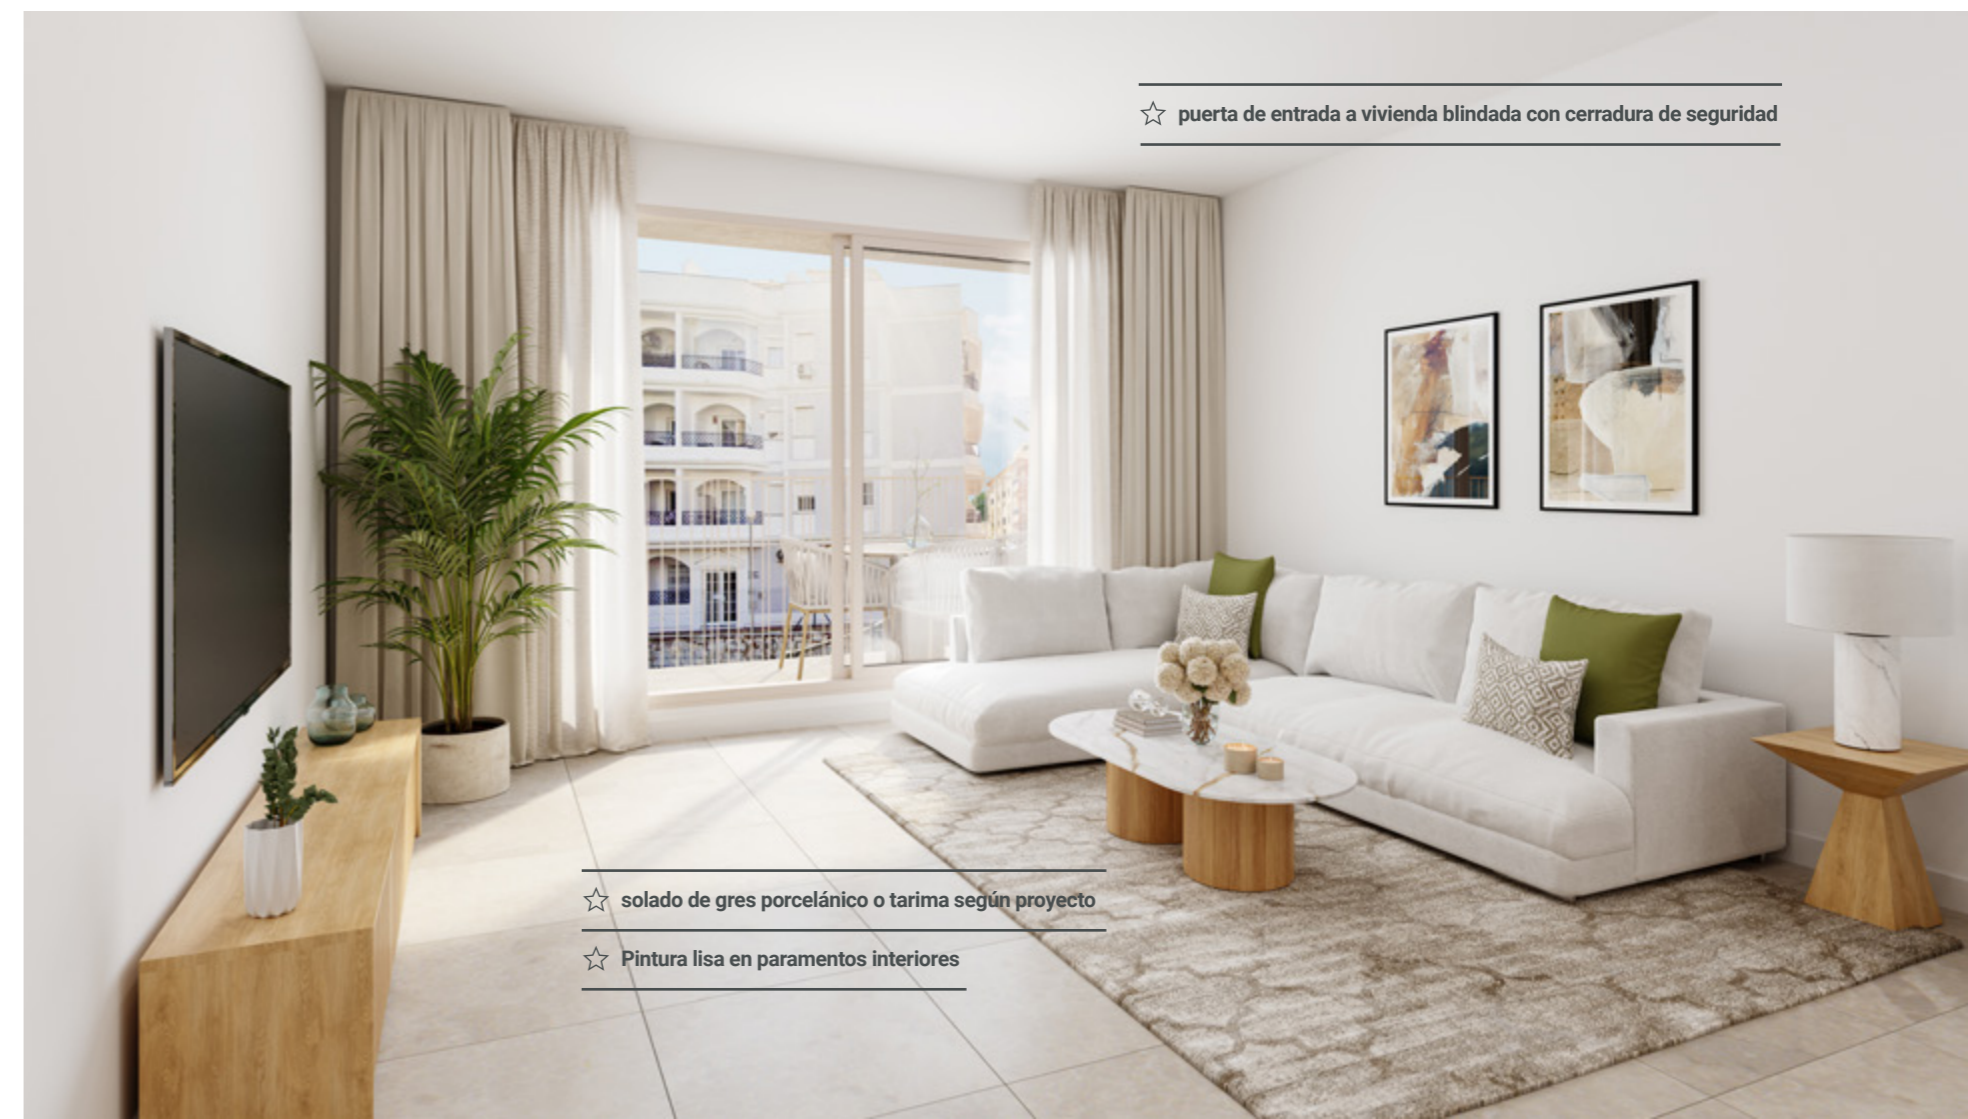 puerta de entrada a vivienda blindada con cerradura de seguridad
solado de gres porcelánico o tarima según proyecto
Pintura lisa en paramentos interiores